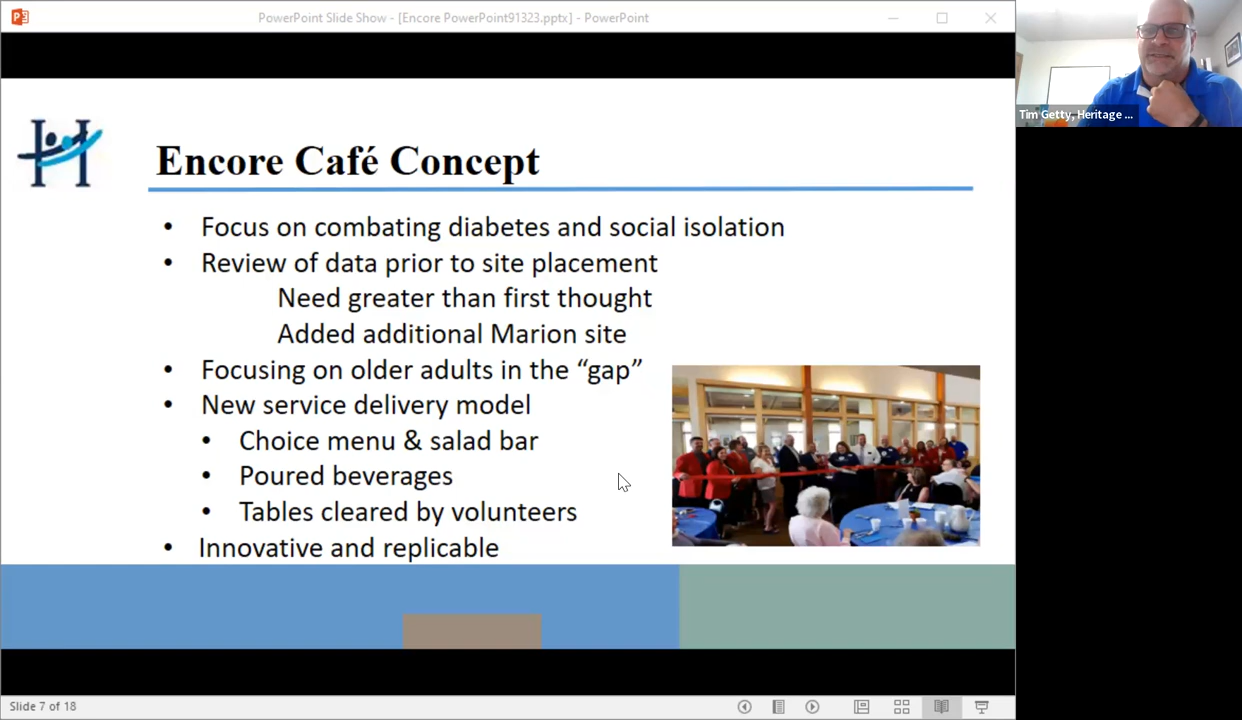 PowerPoint Slide Show - [Encore PowerPoint91323.pptx] - PowerPoint
Tim Getty, Heritage ...
Encore Café Concept
• Focus on combating diabetes and social isolation
• Review of data prior to site placement
Need greater than first thought
Added additional Marion site
• Focusing on older adults in the “gap”
• New service delivery model
• Choice menu & salad bar
• Poured beverages
• Tables cleared by volunteers
• Innovative and replicable
Slide 7 of 18